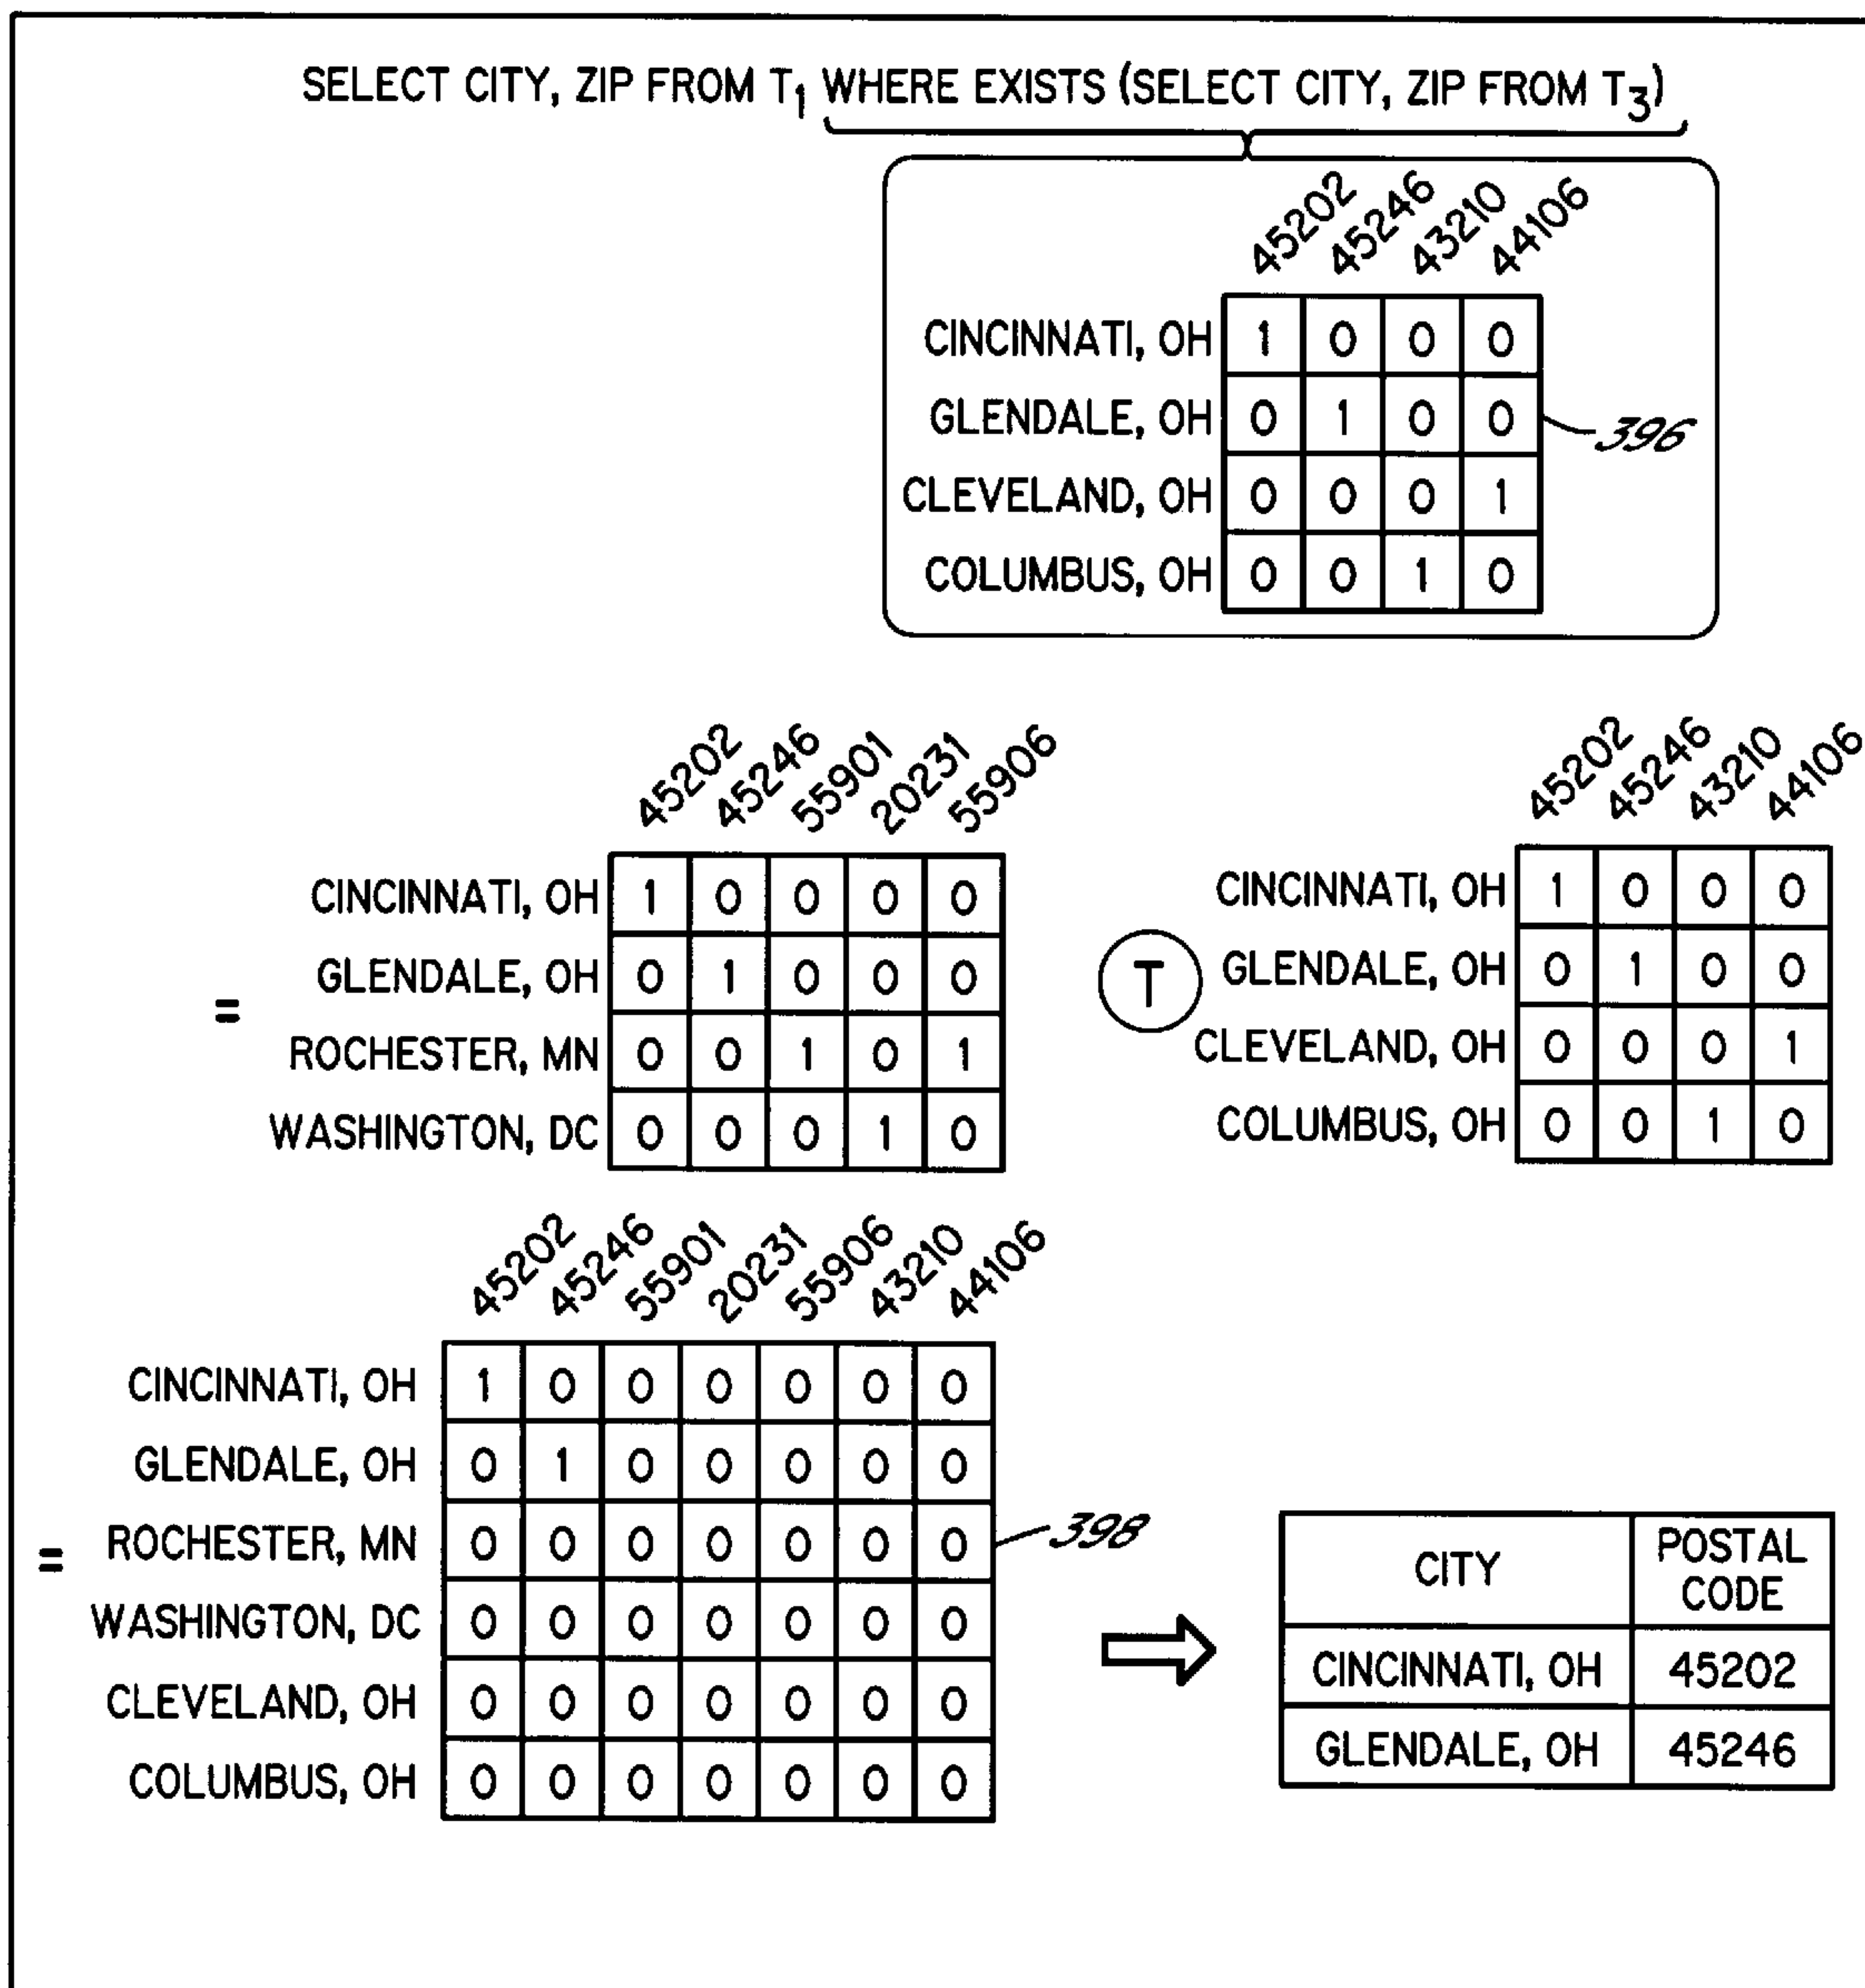 SELECT CITY, ZIP FROM T1 WHERE EXISTS (SELECT CITY, ZIP FROM T3)
45202 45246 43210 44106
CINCINNATI, OH 1 0 0 0
GLENDALE, OH 0 1 0 0 396
CLEVELAND, OH 0 0 0 1
COLUMBUS, OH 0 0 1 0
45202 45246 55901 20231 55906
CINCINNATI, OH 1 0 0 0 0
= GLENDALE, OH 0 1 0 0 0
ROCHESTER, MN 0 0 1 0 1
WASHINGTON, DC 0 0 0 1 0
T
45202 45246 43210 44106
CINCINNATI, OH 1 0 0 0
GLENDALE, OH 0 1 0 0
CLEVELAND, OH 0 0 0 1
COLUMBUS, OH 0 0 1 0
45202 45246 55901 20231 55906 43210 44106
CINCINNATI, OH 1 0 0 0 0 0 0
GLENDALE, OH 0 1 0 0 0 0 0
= ROCHESTER, MN 0 0 0 0 0 0 0 398
WASHINGTON, DC 0 0 0 0 0 0 0
CLEVELAND, OH 0 0 0 0 0 0 0
COLUMBUS, OH 0 0 0 0 0 0 0
CITY POSTAL CODE
CINCINNATI, OH 45202
GLENDALE, OH 45246